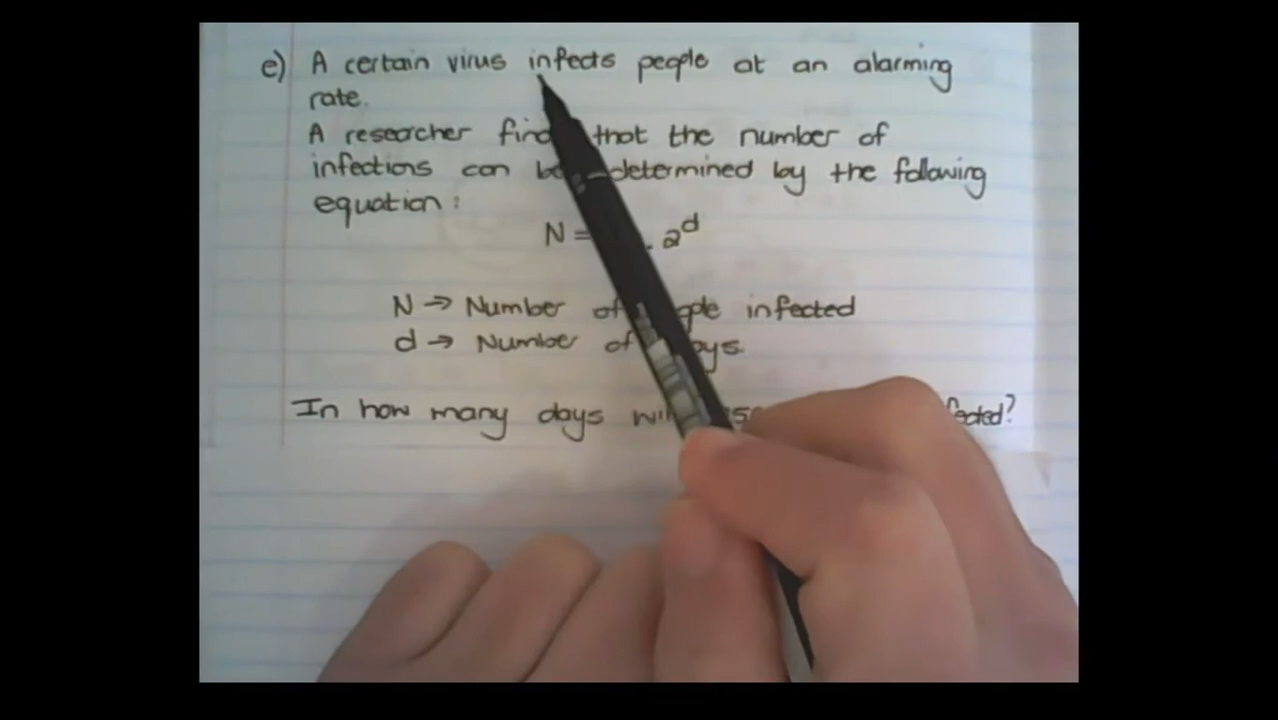 e) A certain virus infects people at an alarming
rate.
A researcher that the number of
infections can determined by the following
equation:
N = . 2^d
N → Number of infected
d → Number of
In how many days